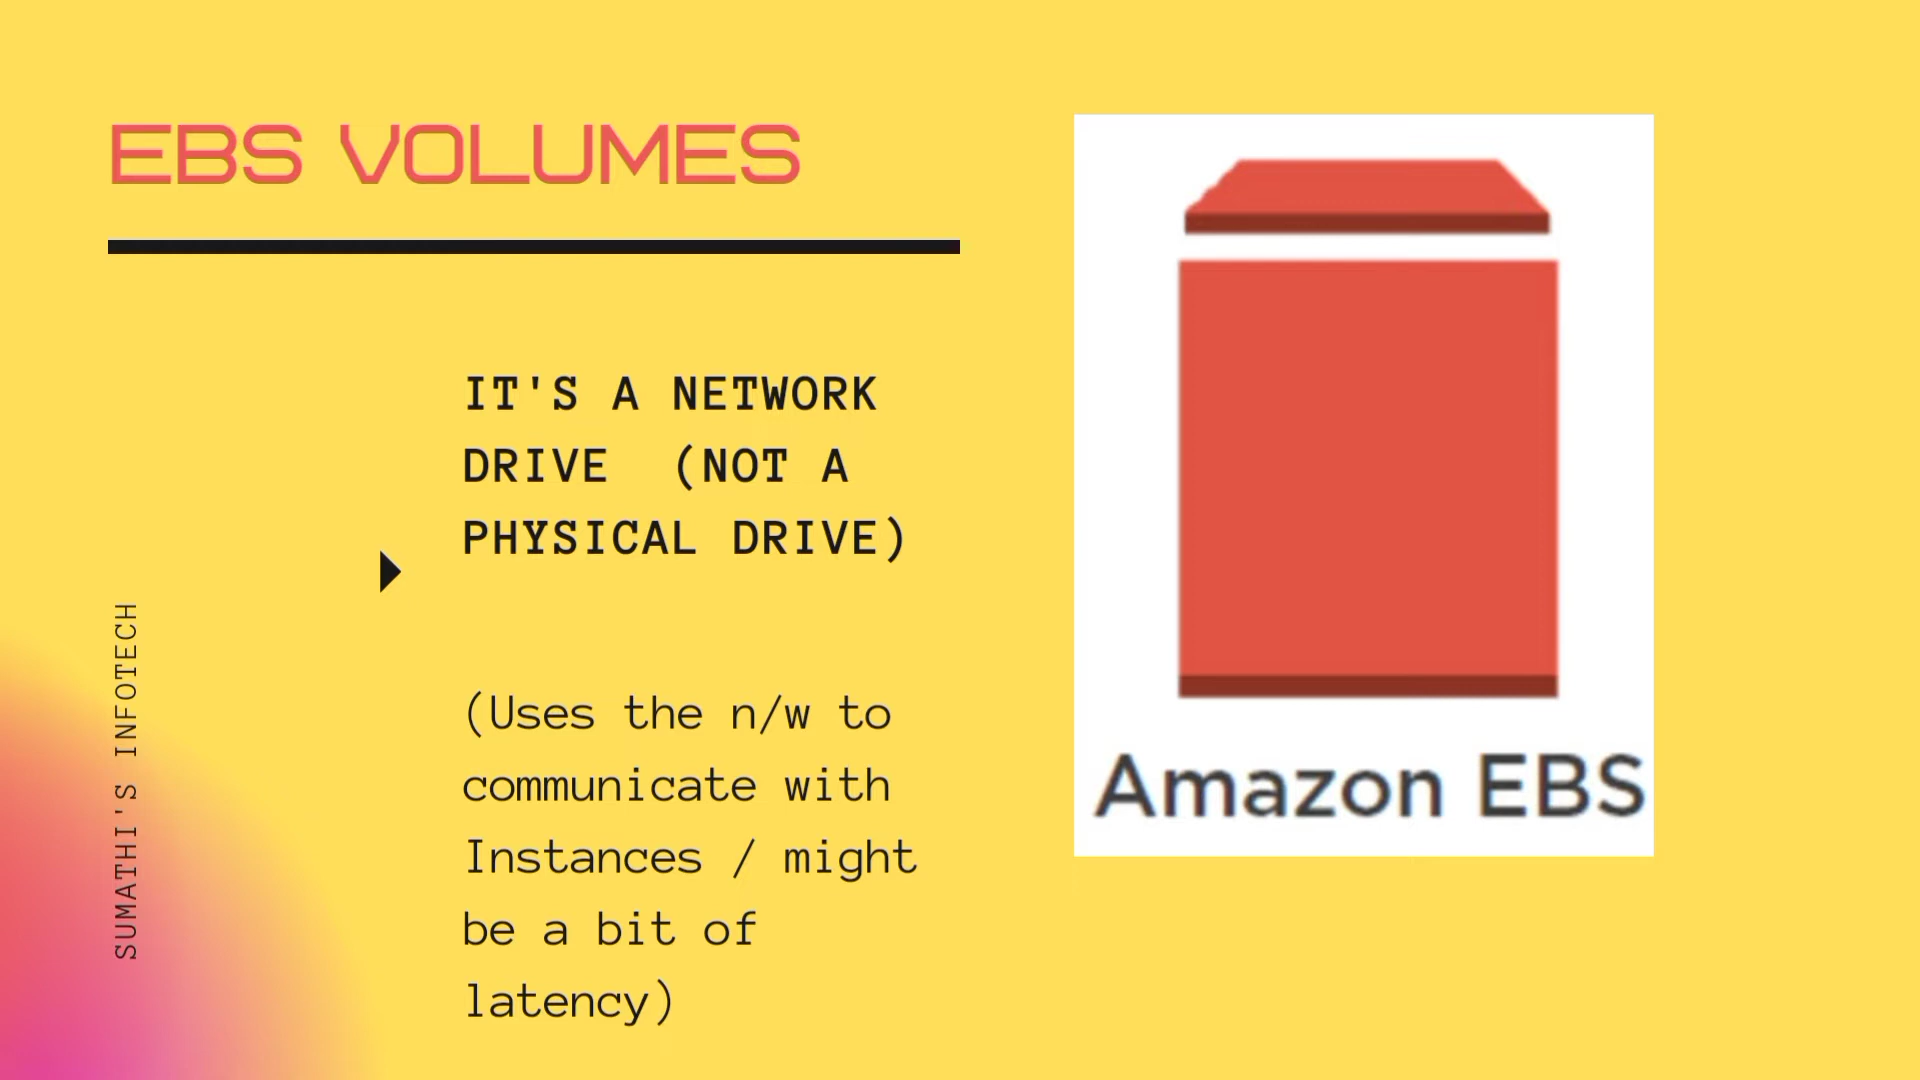 EBS VOLUMES
IT'S A NETWORK
DRIVE  (NOT A
PHYSICAL DRIVE)
(Uses the n/w to
communicate with
Instances / might
be a bit of
latency)
SUMATHI'S INFOTECH
Amazon EBS